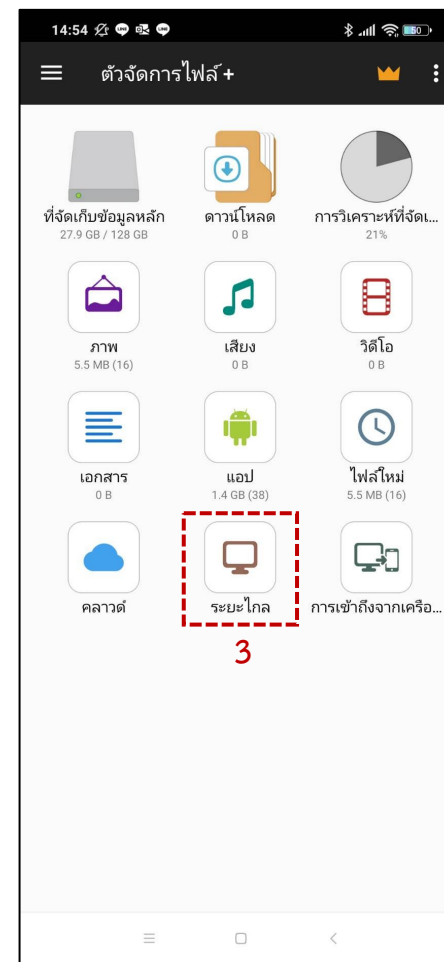 14:54
50
ตัวจัดการไฟล์ +
ที่จัดเก็บข้อมูลหลัก
27.9 GB / 128 GB
ดาวน์โหลด
0 B
การวิเคราะห์ที่จัดเ...
21%
ภาพ
5.5 MB (16)
เสียง
0 B
วิดีโอ
0 B
เอกสาร
0 B
แอป
1.4 GB (38)
ไฟล์ใหม่
5.5 MB (16)
คลาวด์
ระยะไกล
การเข้าถึงจากเครือ...
3